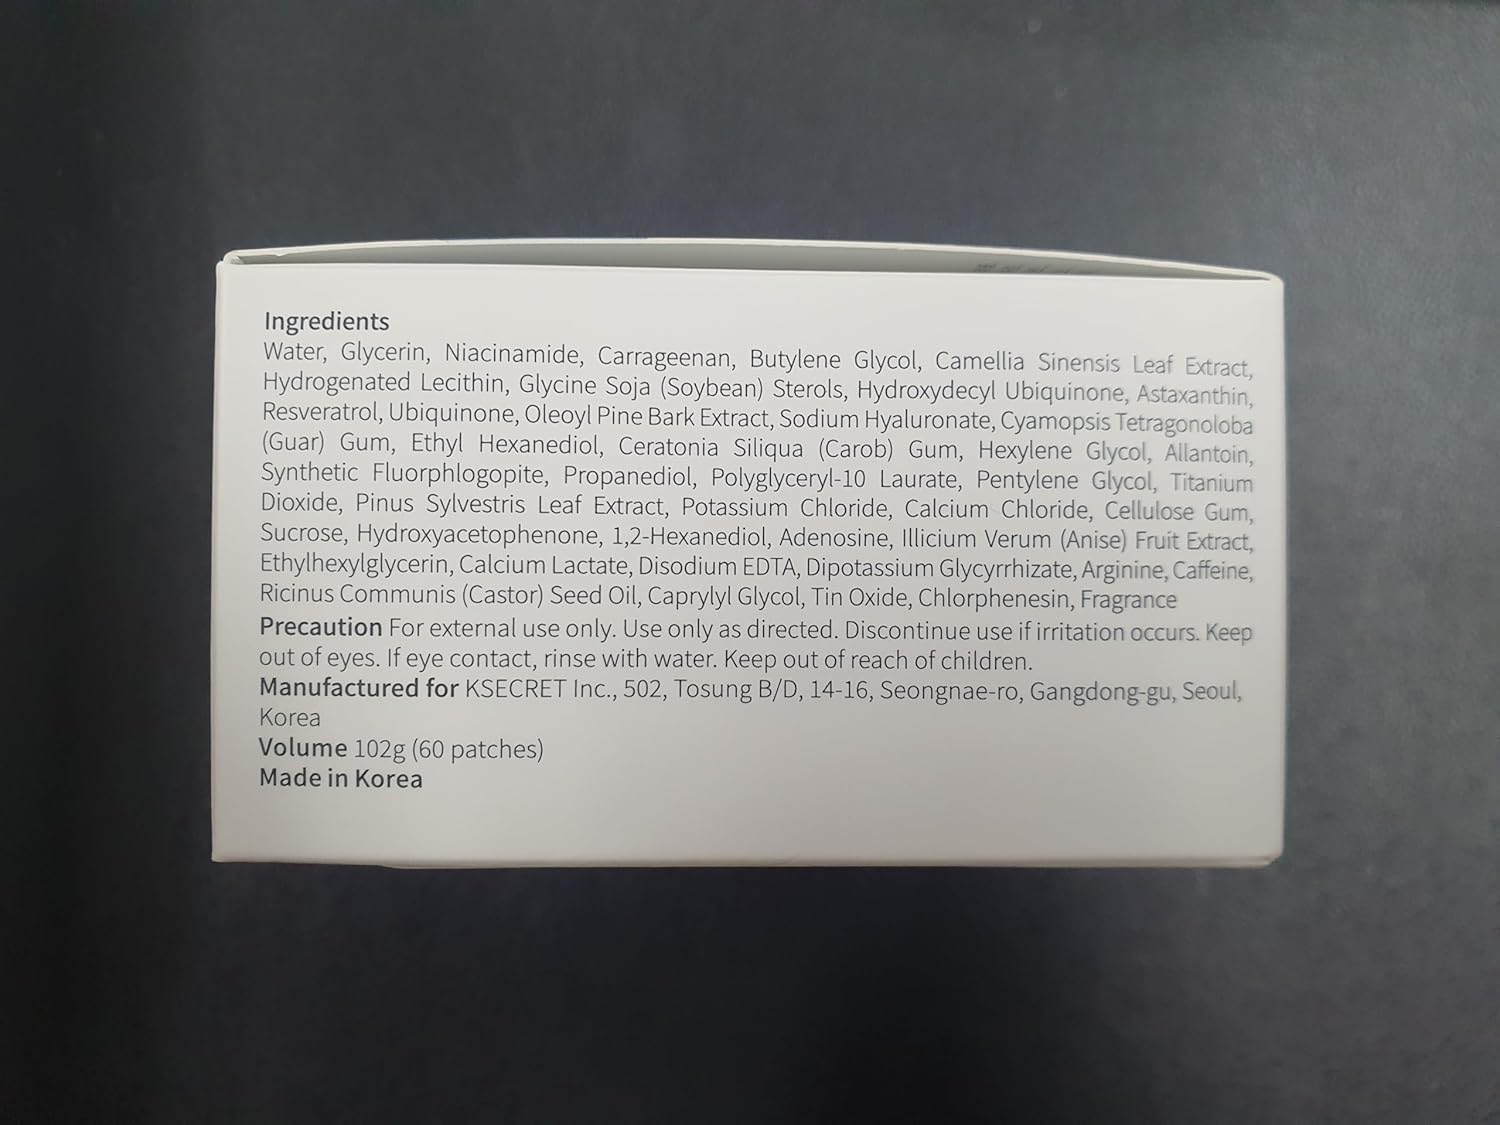 Ingredients
Water, Glycerin, Niacinamide, Carrageenan, Butylene Glycol, Camellia Sinensis Leaf Extract,
Hydrogenated Lecithin, Glycine Soja (Soybean) Sterols, Hydroxydecyl Ubiquinone, Astaxanthin,
Resveratrol, Ubiquinone, Oleoyl Pine Bark Extract, Sodium Hyaluronate, Cyamopsis Tetragonoloba
(Guar) Gum, Ethyl Hexanediol, Ceratonia Siliqua (Carob) Gum, Hexylene Glycol, Allantoin,
Synthetic Fluorphlogopite, Propanediol, Polyglyceryl-10 Laurate, Pentylene Glycol, Titanium
Dioxide, Pinus Sylvestris Leaf Extract, Potassium Chloride, Calcium Chloride, Cellulose Gum,
Sucrose, Hydroxyacetophenone, 1,2-Hexanediol, Adenosine, Illicium Verum (Anise) Fruit Extract,
Ethylhexylglycerin, Calcium Lactate, Disodium EDTA, Dipotassium Glycyrrhizate, Arginine, Caffeine,
Ricinus Communis (Castor) Seed Oil, Caprylyl Glycol, Tin Oxide, Chlorphenesin, Fragrance
Precaution For external use only. Use only as directed. Discontinue use if irritation occurs. Keep
out of eyes. If eye contact, rinse with water. Keep out of reach of children.
Manufactured for KSECRET Inc., 502, Tosung B/D, 14-16, Seongnae-ro, Gangdong-gu, Seoul,
Korea
Volume 102g (60 patches)
Made in Korea